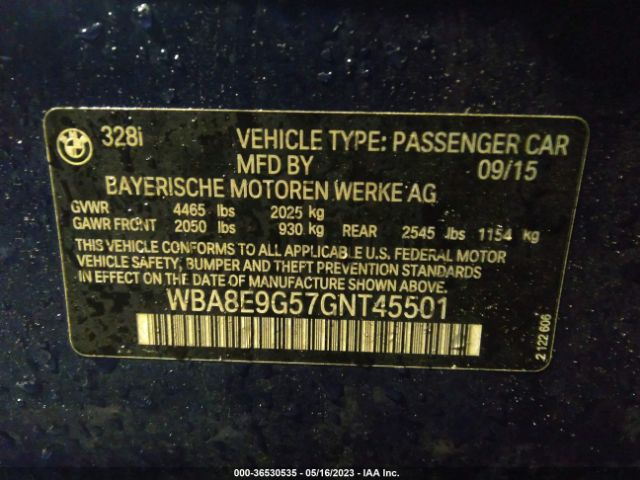 BMW
328i VEHICLE TYPE: PASSENGER CAR
MFD BY 09/15
BAYERISCHE MOTOREN WERKE AG
GVWR 4465 lbs 2025 kg
GAWR FRONT 2050 lbs 930 kg REAR 2545 lbs 1154 kg
THIS VEHICLE CONFORMS TO ALL APPLICABLE U.S. FEDERAL MOTOR
VEHICLE SAFETY, BUMPER AND THEFT PREVENTION STANDARDS
IN EFFECT ON THE DATE OF MANUFACTURE SHOWN ABOVE.
WBA8E9G57GNT45501
2 122 606
000-36530535 - 05/16/2023 - IAA Inc.